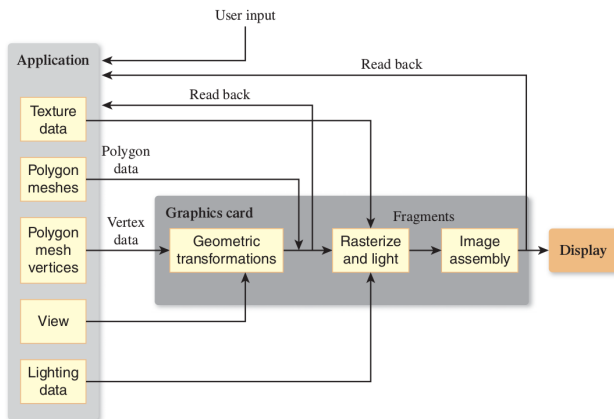 User input
Application
Read back
Read back
Texture
data
Polygon
data
Polygon
meshes
Graphics card
Fragments
Vertex
data
Polygon
mesh
vertices
Geometric
transformations
Rasterize
and light
Image
assembly
Display
View
Lighting
data